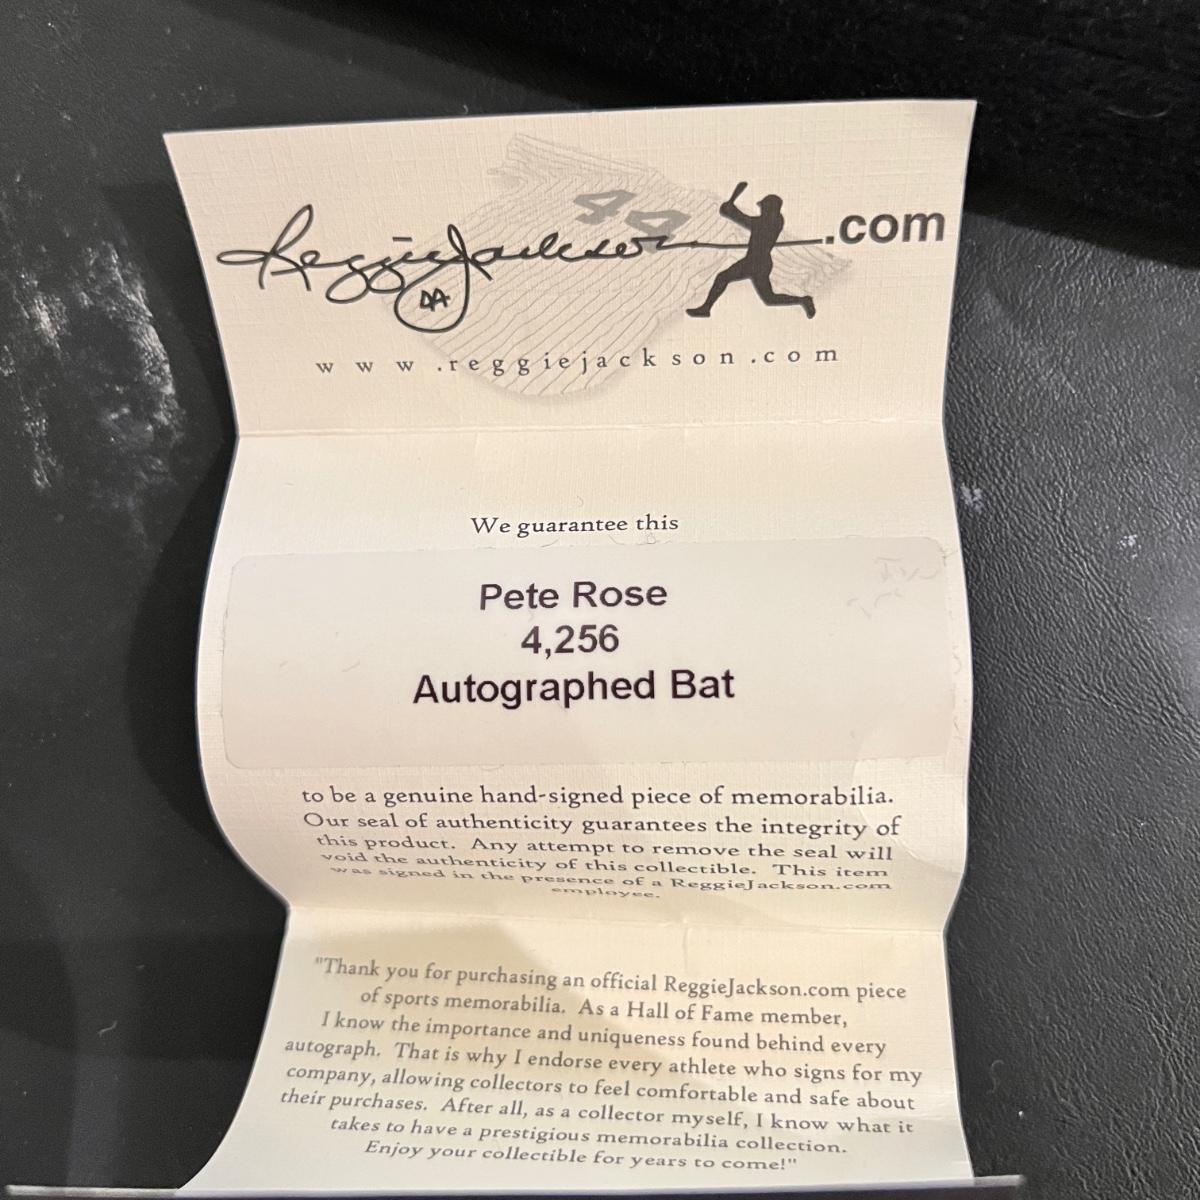 44
Reggie Jackson .com
www.reggiejackson.com
We guarantee this
Pete Rose
4,256
Autographed Bat
to be a genuine hand-signed piece of memorabilia.
Our seal of authenticity guarantees the integrity of
this product. Any attempt to remove the seal will
void the authenticity of this collectible. This item
was signed in the presence of a ReggieJackson.com
employee.
"Thank you for purchasing an official ReggieJackson.com piece
of sports memorabilia. As a Hall of Fame member,
I know the importance and uniqueness found behind every
autograph. That is why I endorse every athlete who signs for my
company, allowing collectors to feel comfortable and safe about
their purchases. After all, as a collector myself, I know what it
takes to have a prestigious memorabilia collection.
Enjoy your collectible for years to come!"